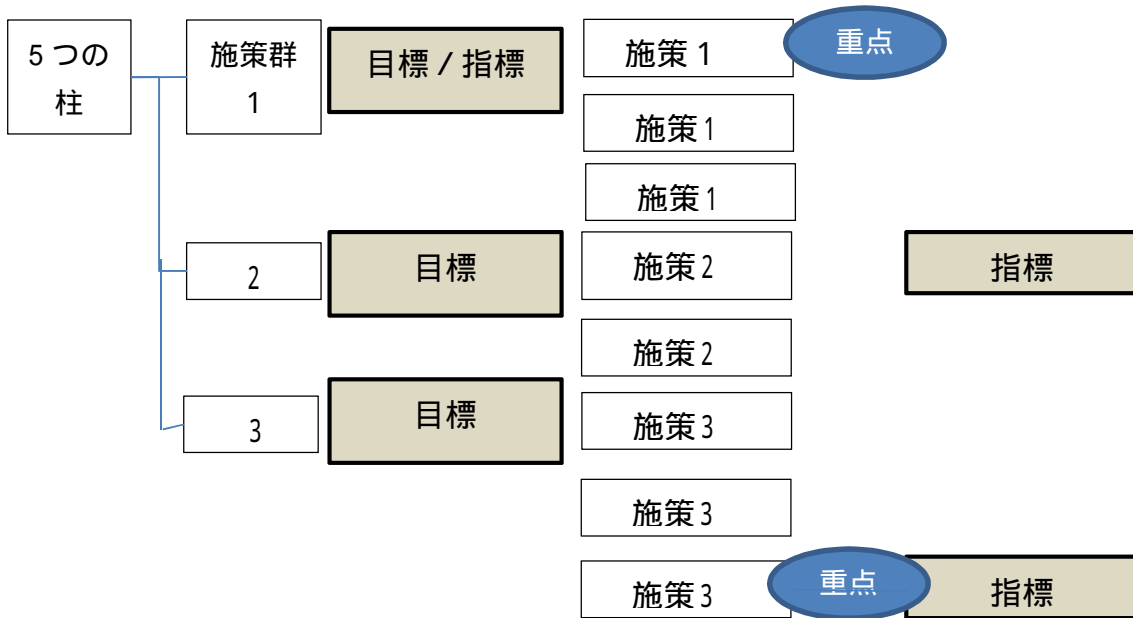 5つの
柱
施策群
1
目標/指標
施策1
重点
施策1
施策1
2
目標
施策2
指標
施策2
3
目標
施策3
施策3
施策3
重点
指標